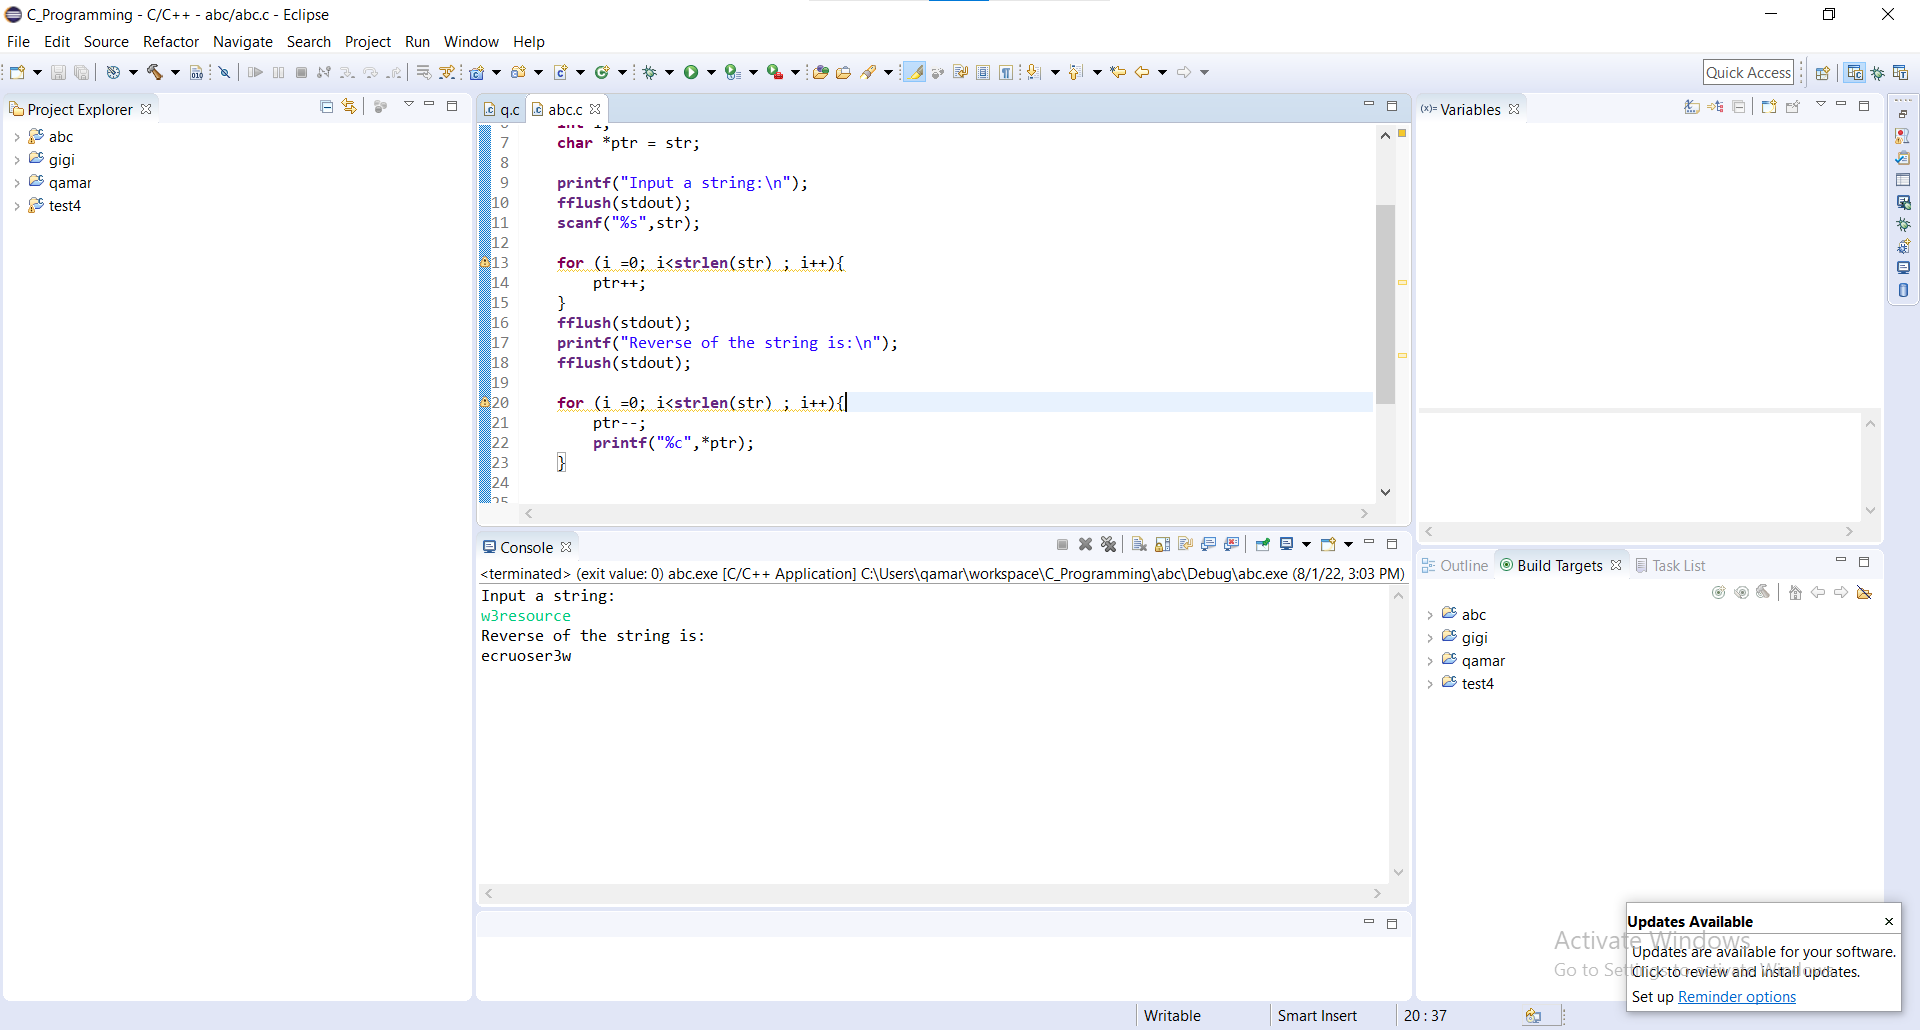 C_Programming - C/C++ - abc/abc.c - Eclipse
File Edit Source Refactor Navigate Search Project Run Window Help
Quick Access
Project Explorer
abc
gigi
qamar
test4
q.c abc.c
7 char *ptr = str;
8
9 printf("Input a string:\n");
10 fflush(stdout);
11 scanf("%s",str);
12
13 for (i =0; i<strlen(str) ; i++){
14 ptr++;
15 }
16 fflush(stdout);
17 printf("Reverse of the string is:\n");
18 fflush(stdout);
19
20 for (i =0; i<strlen(str) ; i++){
21 ptr--;
22 printf("%c",*ptr);
23 }
24
25
Console
<terminated> (exit value: 0) abc.exe [C/C++ Application] C:\Users\qamar\workspace\C_Programming\abc\Debug\abc.exe (8/1/22, 3:03 PM)
Input a string:
w3resource
Reverse of the string is:
ecruoser3w
(x)= Variables
Outline Build Targets Task List
abc
gigi
qamar
test4
Activate Windows
Go to Settings to activate Windows.
Updates Available
Updates are available for your software.
Click to review and install updates.
Set up Reminder options
Writable Smart Insert 20 : 37